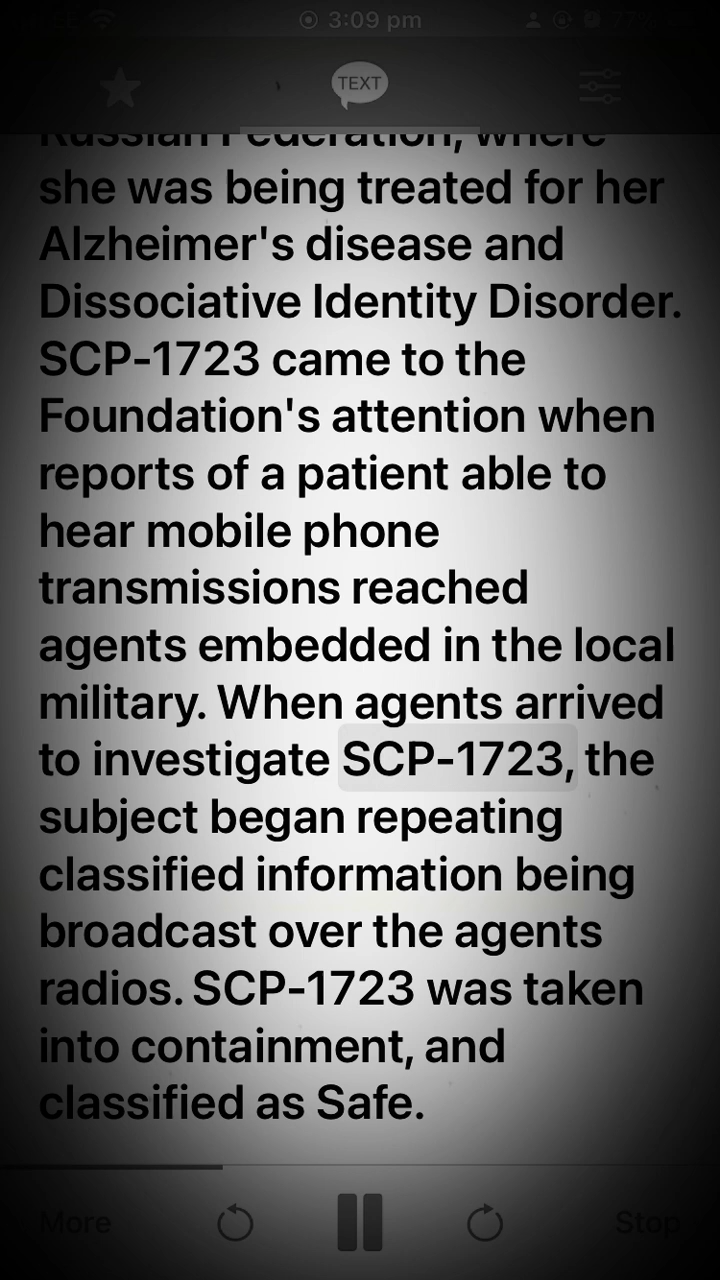 3:09 pm
TEXT
Russian Federation, where
she was being treated for her
Alzheimer's disease and
Dissociative Identity Disorder.
SCP-1723 came to the
Foundation's attention when
reports of a patient able to
hear mobile phone
transmissions reached
agents embedded in the local
military. When agents arrived
to investigate SCP-1723, the
subject began repeating
classified information being
broadcast over the agents
radios. SCP-1723 was taken
into containment, and
classified as Safe.
More
Stop